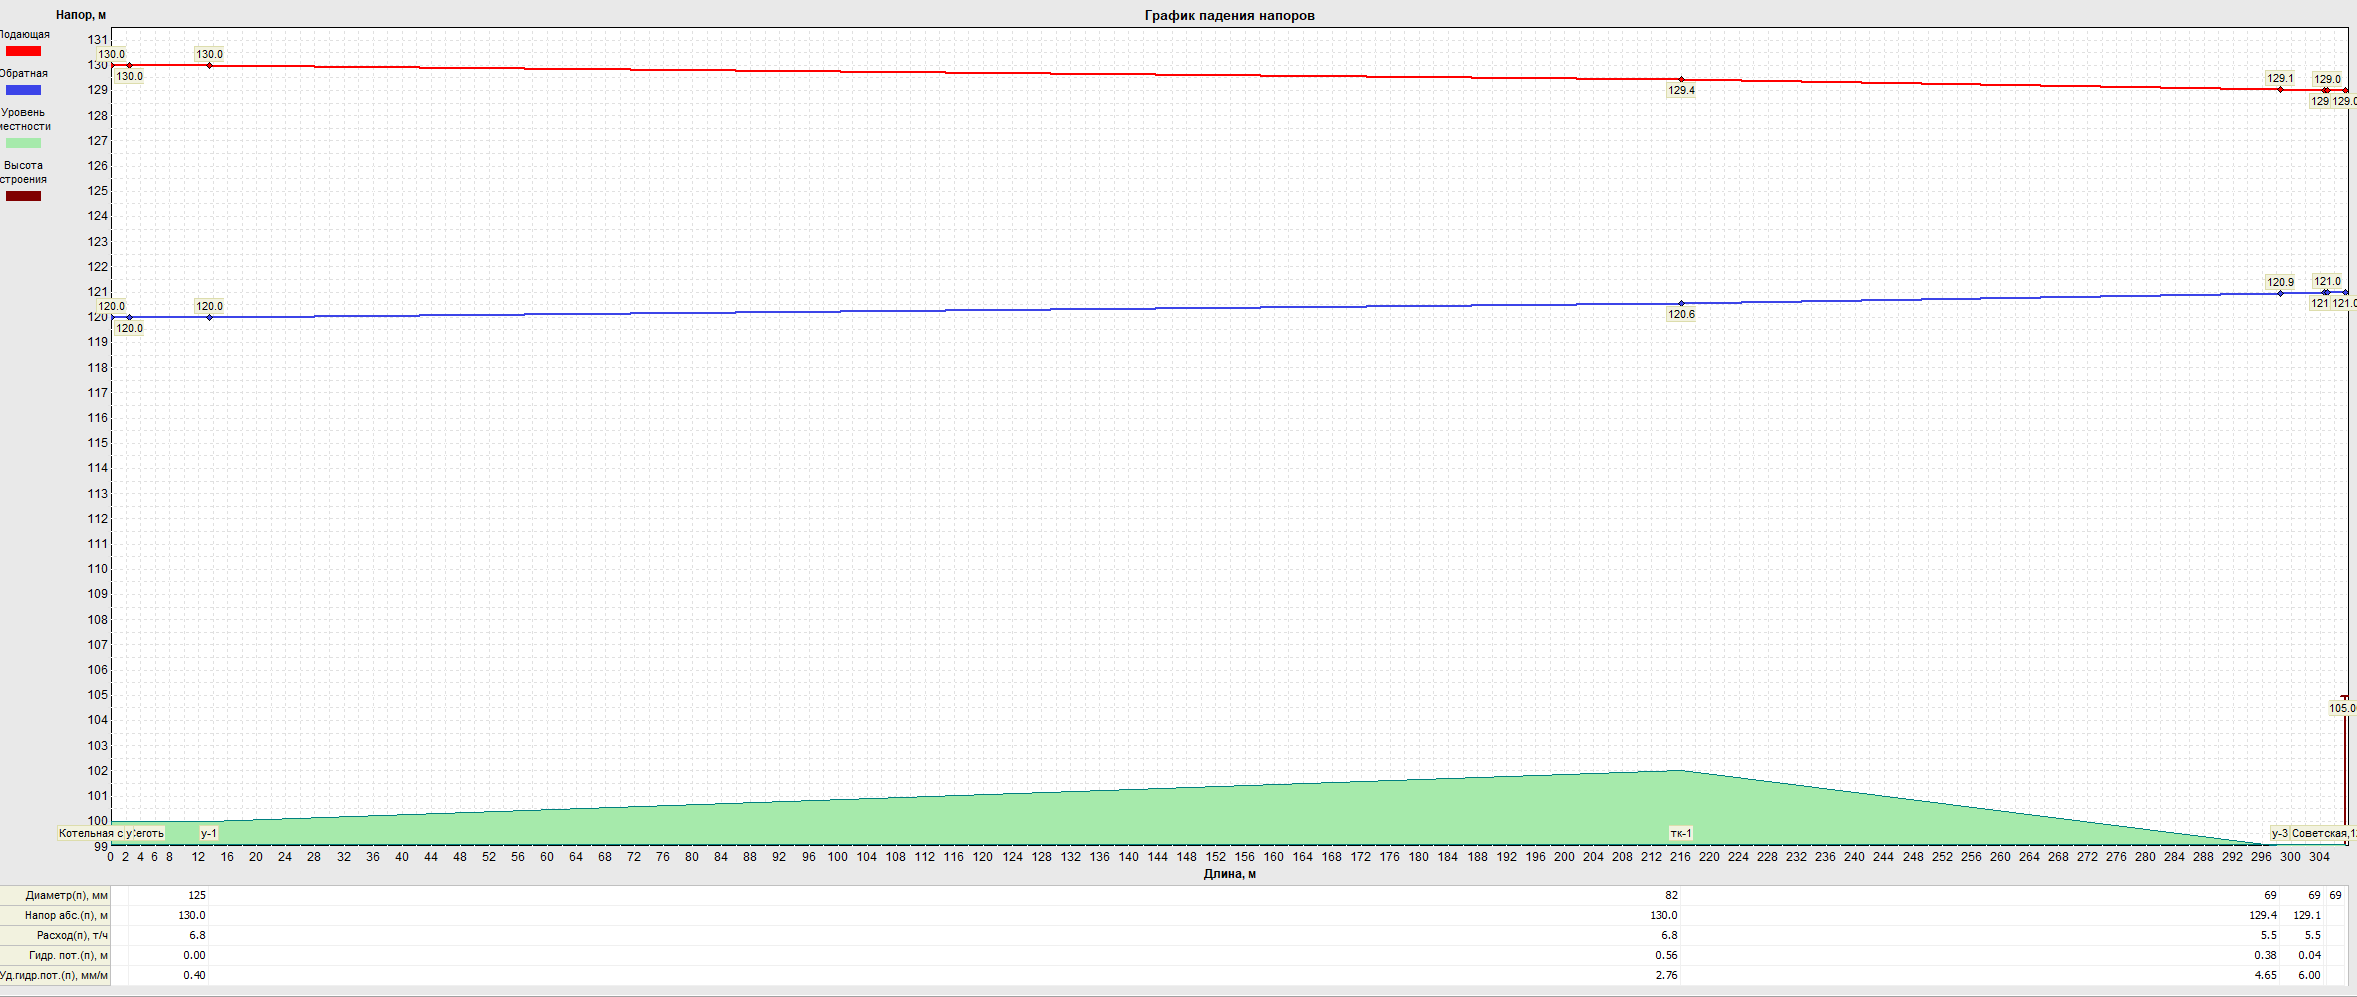 Напор, м
График падения напоров
Подающая
Обратная
Уровень
местности
Высота
строения
131
130
129
128
127
126
125
124
123
122
121
120
119
118
117
116
115
114
113
112
111
110
109
108
107
106
105
104
103
102
101
100
99
130.0 130.0
130.0
129.4
129.1 129.0
129 129.0
120.0 120.0
120.0
120.6
120.9 121.0
121 121.0
105.0
Котельная с у еготь у-1 тк-1 у-3 Советская,1
0 2 4 6 8 12 16 20 24 28 32 36 40 44 48 52 56 60 64 68 72 76 80 84 88 92 96 100 104 108 112 116 120 124 128 132 136 140 144 148 152 156 160 164 168 172 176 180 184 188 192 196 200 204 208 212 216 220 224 228 232 236 240 244 248 252 256 260 264 268 272 276 280 284 288 292 296 300 304
Длина, м
Диаметр(п), мм 125 82 69 69 69
Напор абс.(п), м 130.0 130.0 129.4 129.1
Расход(п), т/ч 6.8 6.8 5.5 5.5
Гидр. пот.(п), м 0.00 0.56 0.38 0.04
Уд.гидр.пот.(п), мм/м 0.40 2.76 4.65 6.00